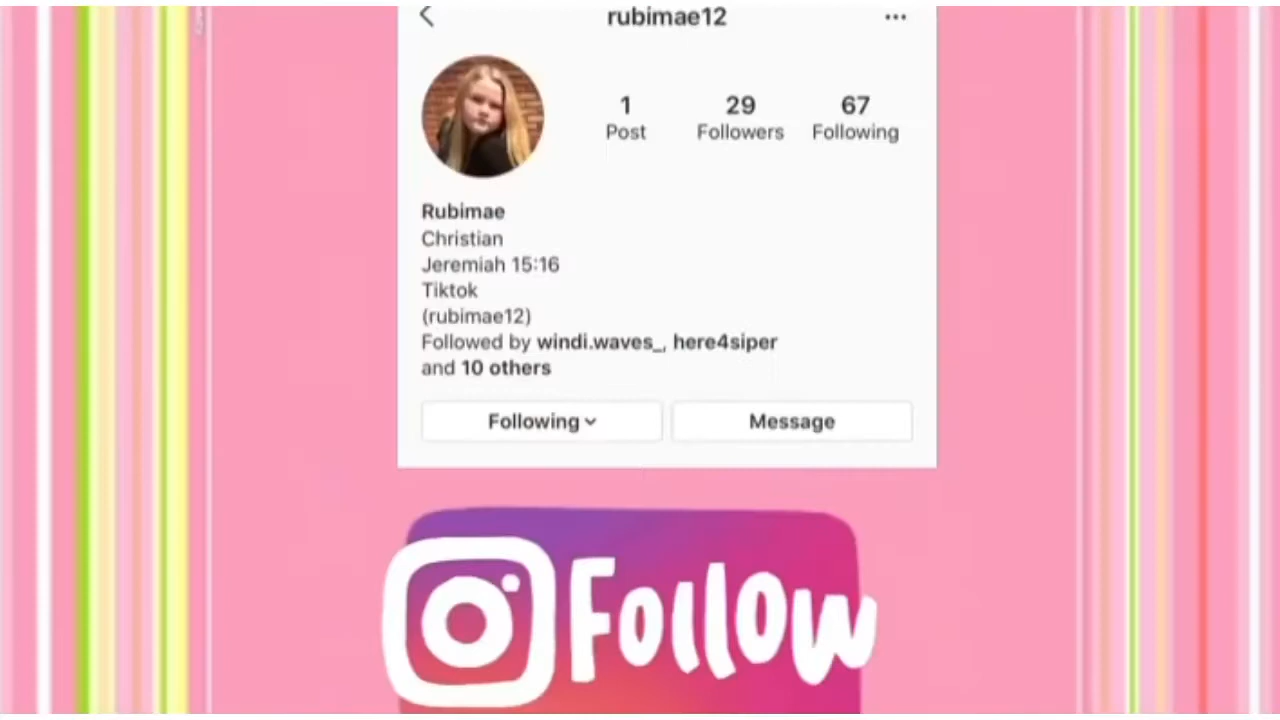 rubimae12
1 29 67
Post Followers Following
Rubimae
Christian
Jeremiah 15:16
Tiktok
(rubimae12)
Followed by windi.waves_, here4siper
and 10 others
Following Message
Follow